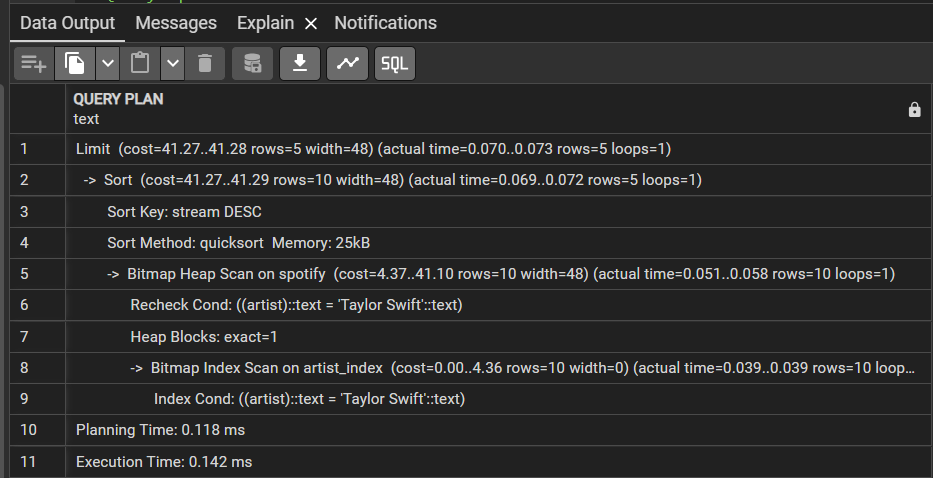 Data Output Messages Explain Notifications
SQL
QUERY PLAN
text
1 Limit (cost=41.27..41.28 rows=5 width=48) (actual time=0.070..0.073 rows=5 loops=1)
2 -> Sort (cost=41.27..41.29 rows=10 width=48) (actual time=0.069..0.072 rows=5 loops=1)
3 Sort Key: stream DESC
4 Sort Method: quicksort Memory: 25kB
5 -> Bitmap Heap Scan on spotify (cost=4.37..41.10 rows=10 width=48) (actual time=0.051..0.058 rows=10 loops=1)
6 Recheck Cond: ((artist)::text = 'Taylor Swift'::text)
7 Heap Blocks: exact=1
8 -> Bitmap Index Scan on artist_index (cost=0.00..4.36 rows=10 width=0) (actual time=0.039..0.039 rows=10 loop...
9 Index Cond: ((artist)::text = 'Taylor Swift'::text)
10 Planning Time: 0.118 ms
11 Execution Time: 0.142 ms